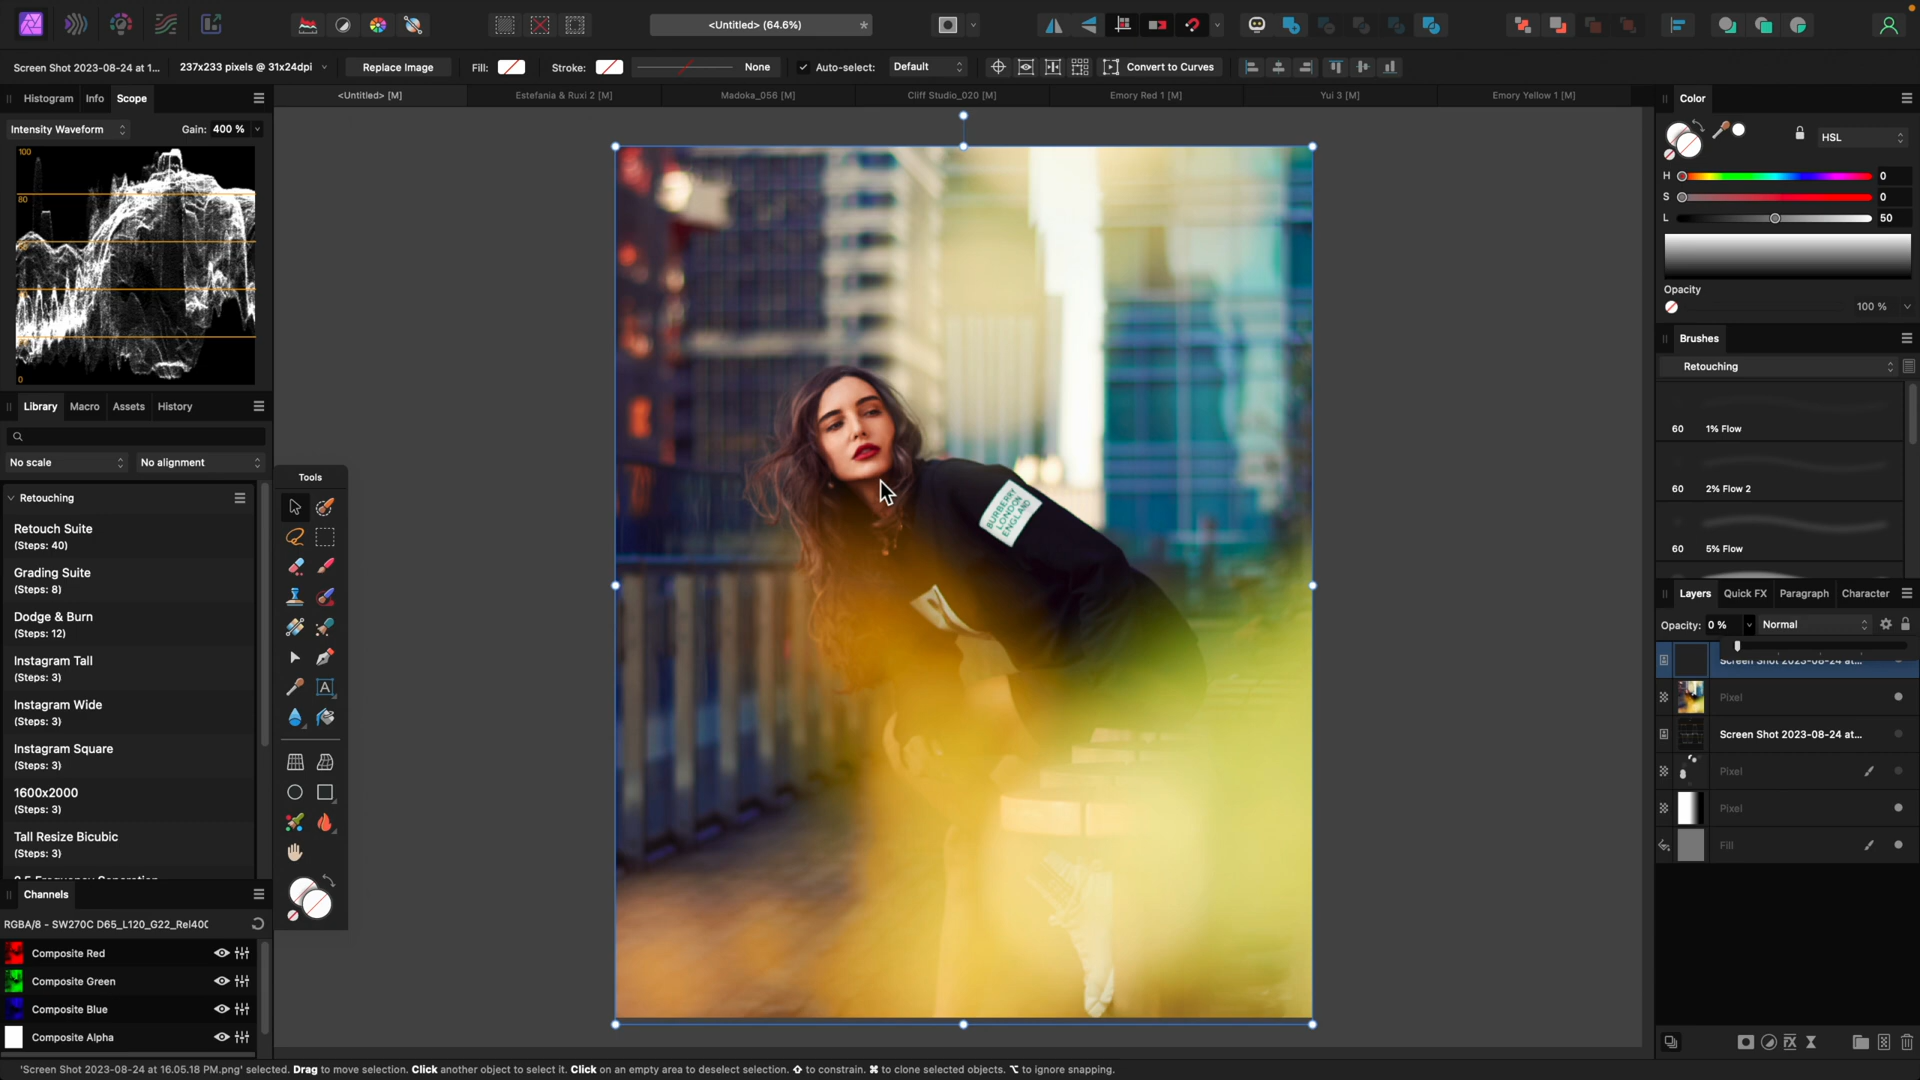 <Untitled> (64.6%)
*
Screen Shot 2023-08-24 at 1...
237x233 pixels @ 31x24dpi
Replace Image
Fill:
Stroke:
None
Auto-select:
Default
Convert to Curves
Histogram
Info
Scope
<Untitled> [M]
Estefania & Ruxi 2 [M]
Madoka_056 [M]
Cliff Studio_020 [M]
Emory Red 1 [M]
Yui 3 [M]
Emory Yellow 1 [M]
Color
Intensity Waveform
Gain: 400 %
HSL
100
80
0
H
0
S
0
L
50
Opacity
100 %
Brushes
Retouching
60 1% Flow
60 2% Flow 2
60 5% Flow
Library
Macro
Assets
History
No scale
No alignment
Retouching
Retouch Suite
(Steps: 40)
Grading Suite
(Steps: 8)
Dodge & Burn
(Steps: 12)
Instagram Tall
(Steps: 3)
Instagram Wide
(Steps: 3)
Instagram Square
(Steps: 3)
1600x2000
(Steps: 3)
Tall Resize Bicubic
(Steps: 3)
Tools
A
BURBERRY
LONDON
ENGLAND
Layers
Quick FX
Paragraph
Character
Opacity: 0 %
Normal
Screen Shot 2023-08-24 at...
Pixel
Screen Shot 2023-08-24 at...
Pixel
Pixel
Fill
Channels
RGBA/8 - SW270C D65_L120_G22_Rel400
Composite Red
Composite Green
Composite Blue
Composite Alpha
'Screen Shot 2023-08-24 at 16.05.18 PM.png' selected. Drag to move selection. Click another object to select it. Click on an empty area to deselect selection. ⇧ to constrain. ⌘ to clone selected objects. ⌥ to ignore snapping.